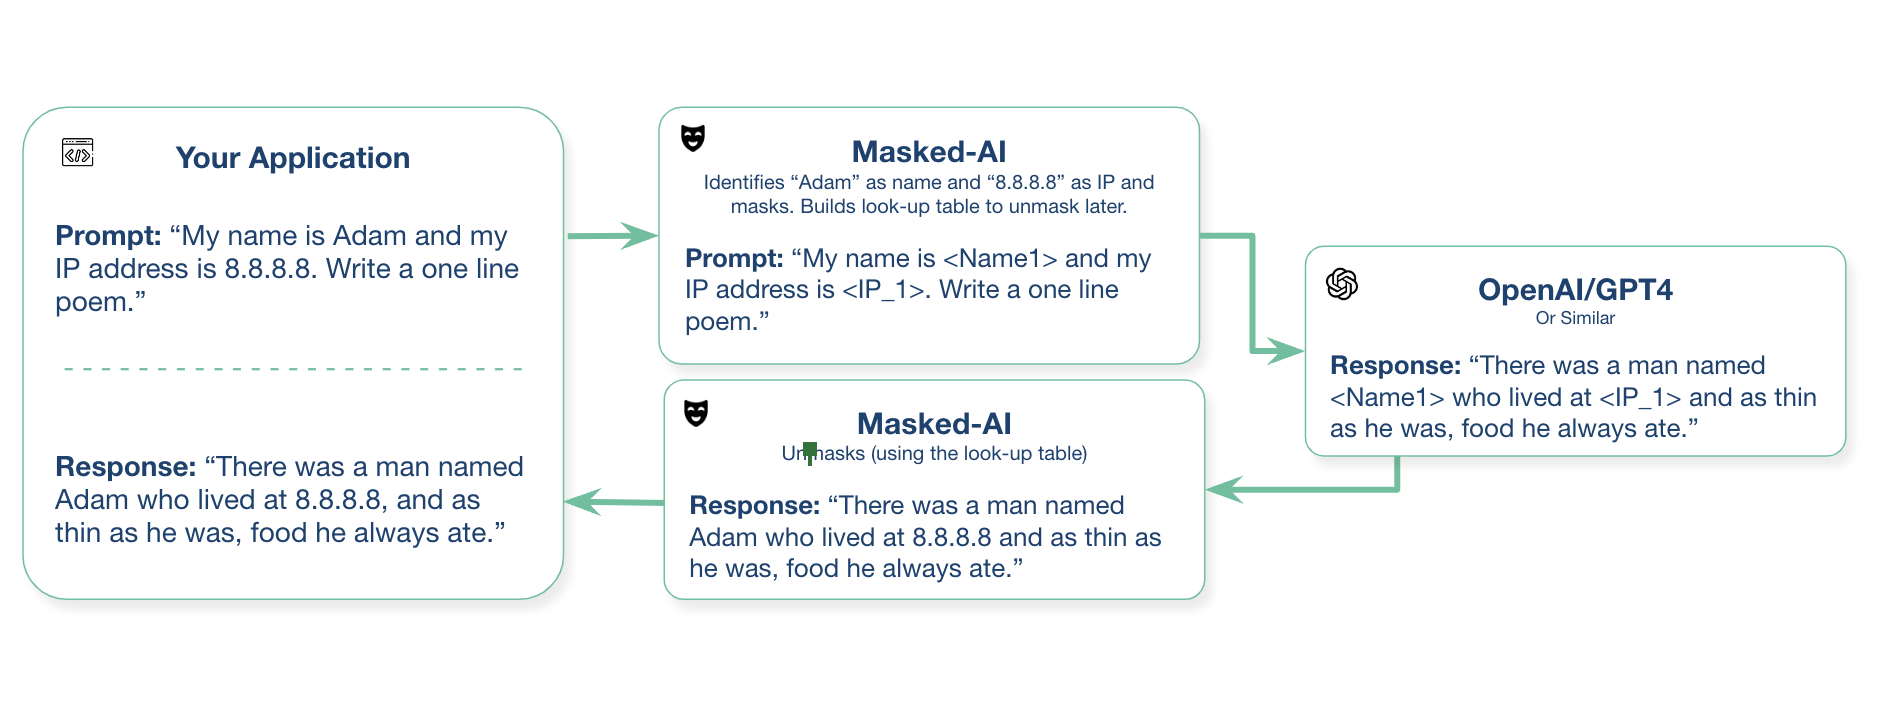 Your Application
Prompt: “My name is Adam and my
IP address is 8.8.8.8. Write a one line
poem.”
Response: “There was a man named
Adam who lived at 8.8.8.8, and as
thin as he was, food he always ate.”
Masked-AI
Identifies “Adam” as name and “8.8.8.8” as IP and
masks. Builds look-up table to unmask later.
Prompt: “My name is <Name1> and my
IP address is <IP_1>. Write a one line
poem.”
OpenAI/GPT4
Or Similar
Response: “There was a man named
<Name1> who lived at <IP_1> and as thin
as he was, food he always ate.”
Masked-AI
Unmasks (using the look-up table)
Response: “There was a man named
Adam who lived at 8.8.8.8 and as thin as
he was, food he always ate.”